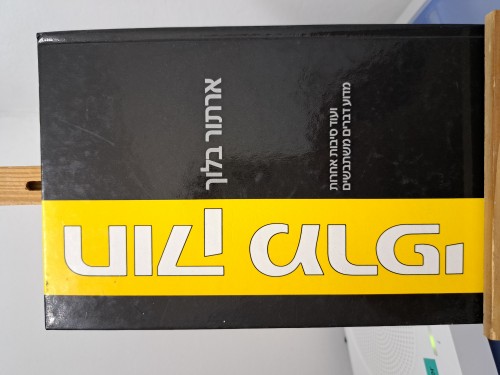 ארתור בלוך
ועוד סיבות אחרות
מדוע דברים משתבשים
חוק מרפי